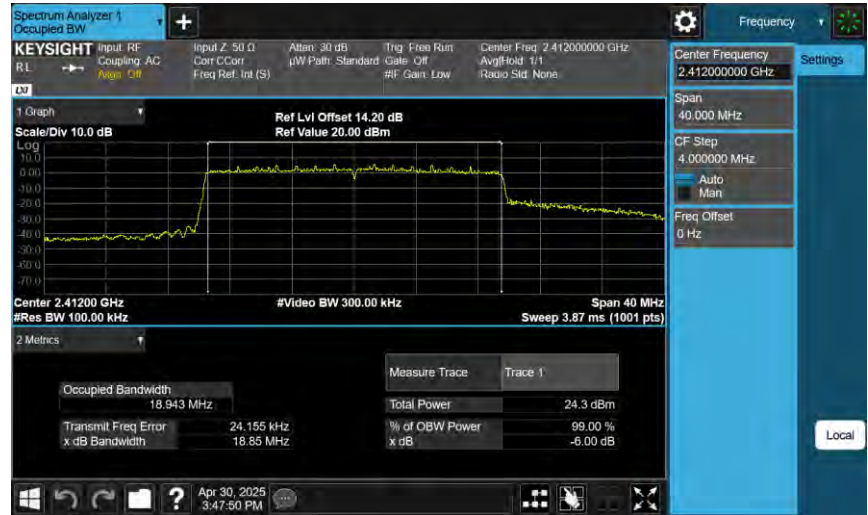 Spectrum Analyzer 1
Occupied BW
Frequency
KEYSIGHT Input: RF Input Z: 50 Ω Atten: 30 dB Trig: Free Run Center Freq: 2.412000000 GHz
RL Coupling: AC Corr CCorr µW Path: Standard Gate: Off Avg|Hold: 1/1
Align: Off Freq Ref: Int (S) #IF Gain: Low Radio Std: None
LXI
1 Graph
Ref Lvl Offset 14.20 dB
Scale/Div 10.0 dB Ref Value 20.00 dBm
Log
10.0
0.00
-10.0
-20.0
-30.0
-40.0
-50.0
-60.0
-70.0
Center 2.41200 GHz #Video BW 300.00 kHz Span 40 MHz
#Res BW 100.00 kHz Sweep 3.87 ms (1001 pts)
2 Metrics
Measure Trace Trace 1
Occupied Bandwidth
18.943 MHz Total Power 24.3 dBm
Transmit Freq Error 24.155 kHz % of OBW Power 99.00 %
x dB Bandwidth 18.85 MHz x dB -6.00 dB
Center Frequency
2.412000000 GHz
Settings
Span
40.000 MHz
CF Step
4.000000 MHz
Auto
Man
Freq Offset
0 Hz
Local
? Apr 30, 2025
3:47:50 PM